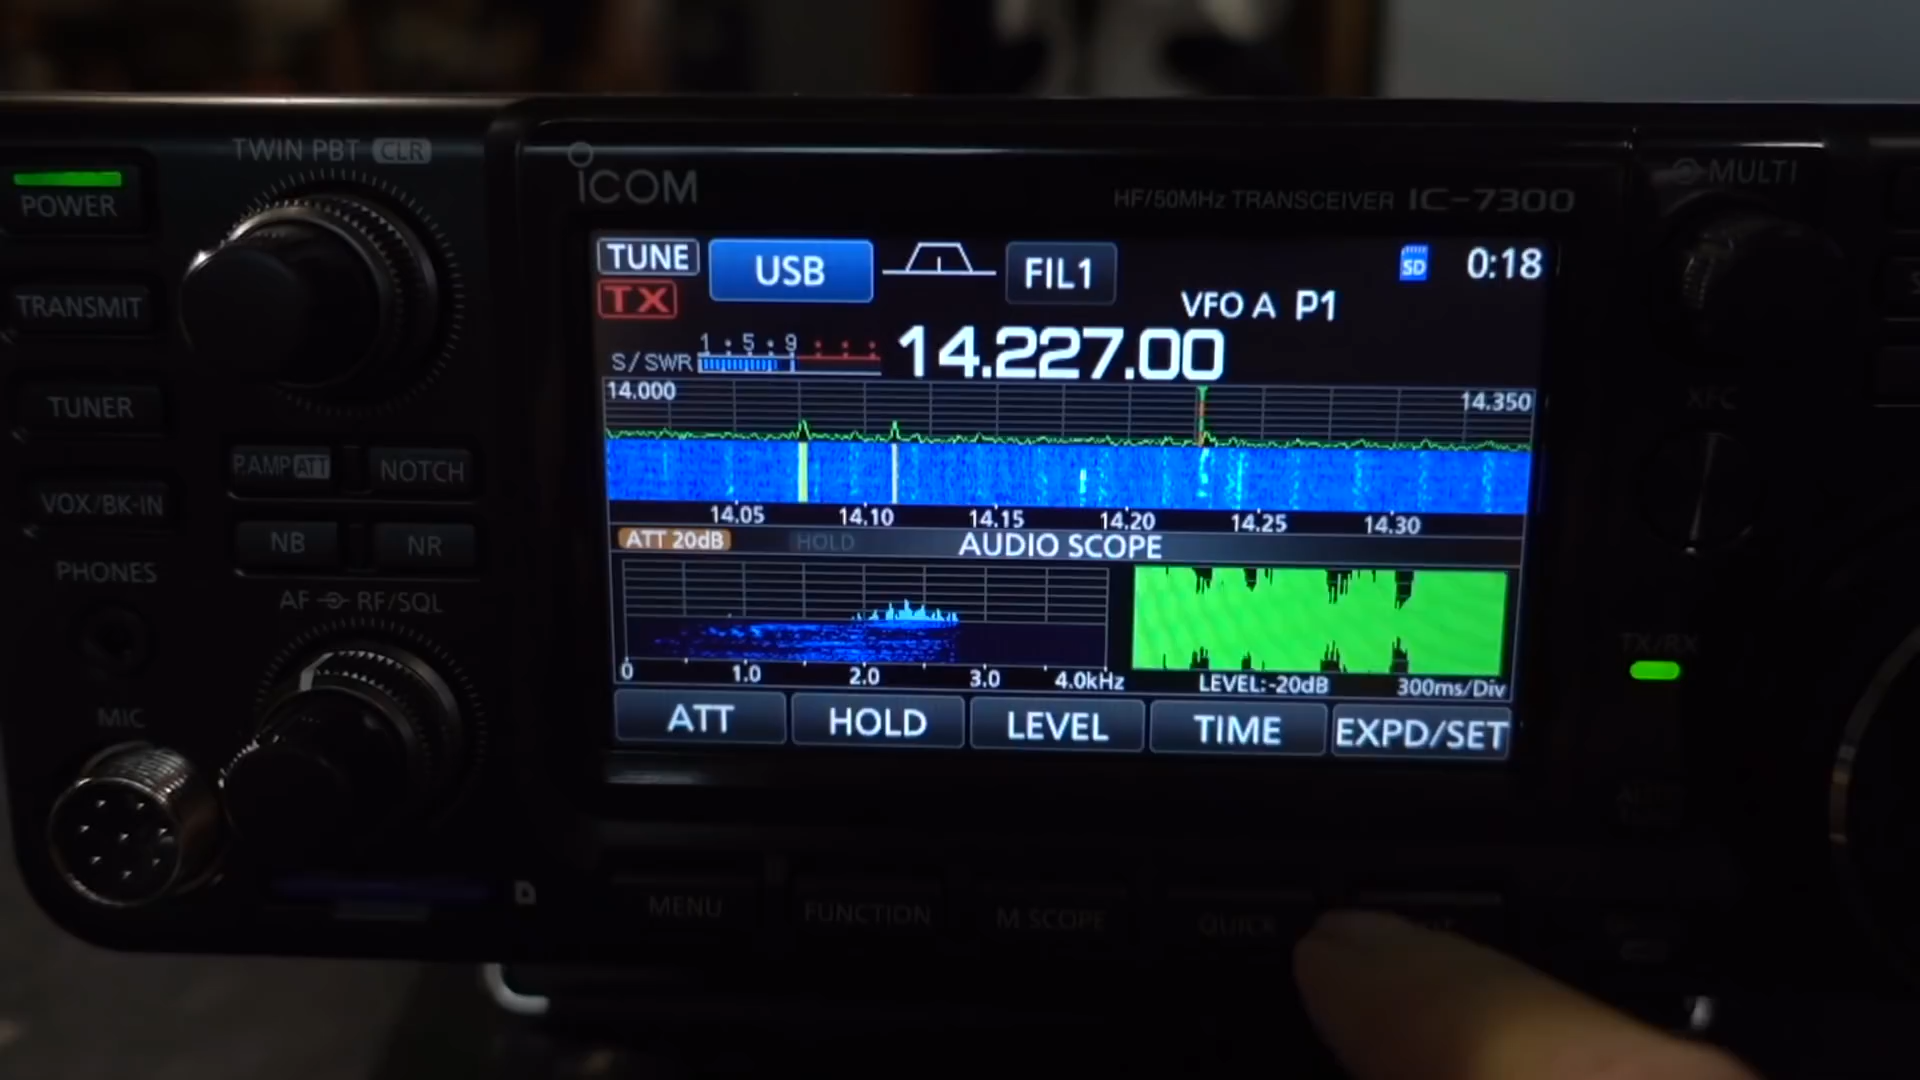 TWIN PBT CLR
POWER
TRANSMIT
TUNER
VOX/BK-IN
P.AMP ATT
NOTCH
NB
NR
PHONES
AF RF/SQL
MIC
ICOM
HF/50MHz TRANSCEIVER IC-7300
MULTI
TUNE
USB
FIL1
SD
0:18
TX
VFO A P1
1 5 9
S/SWR
14.227.00
14.000
14.350
14.05 14.10 14.15 14.20 14.25 14.30
ATT 20dB
HOLD
AUDIO SCOPE
0 1.0 2.0 3.0 4.0kHz
LEVEL:-20dB
300ms/Div
ATT
HOLD
LEVEL
TIME
EXPD/SET
XFC
TX/RX
MENU
FUNCTION
M.SCOPE
QUICK